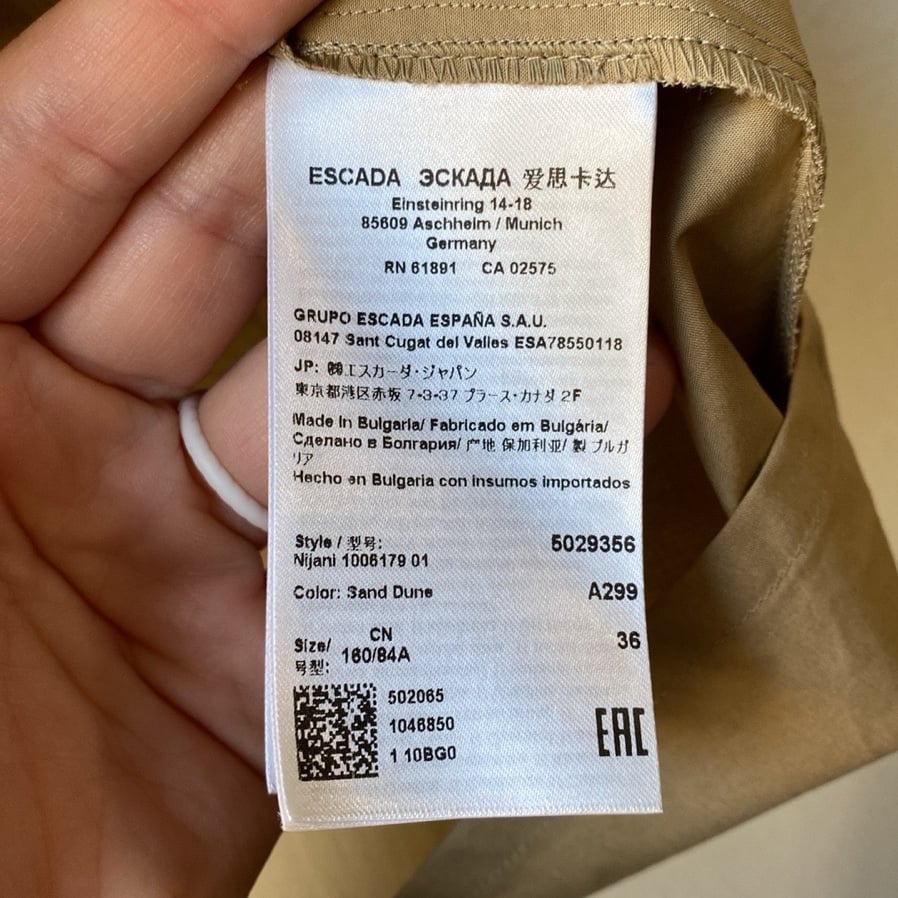 ESCADA ЭСКАДА 爱思卡达
Einsteinring 14-18
85609 Aschheim / Munich
Germany
RN 61891 CA 02575
GRUPO ESCADA ESPAÑA S.A.U.
08147 Sant Cugat del Valles ESA78550118
JP: ㈱エスカーダ・ジャパン
東京都港区赤坂 7-3-37 プラース・カナダ 2F
Made in Bulgaria/ Fabricado em Bulgária/
Сделано в Болгарии/ 产地 保加利亚/ 製 ブルガ
リア
Hecho en Bulgaria con insumos importados
Style / 型号: 5029356
Nijani 1006179 01
Color: Sand Dune A299
Size/ CN 36
号型: 160/84A
502065
1046850
1 10BG0
EAC